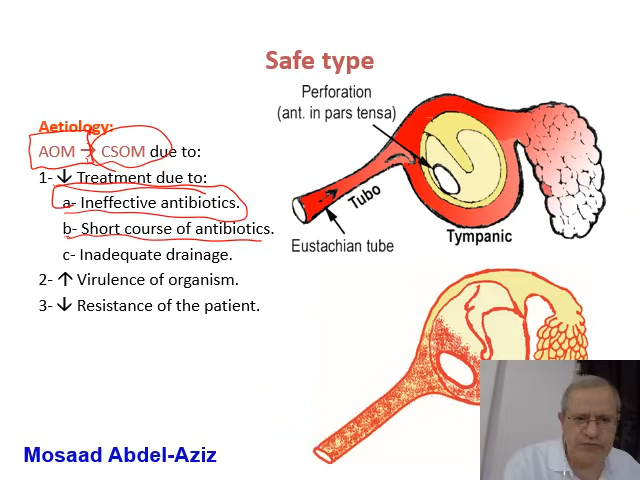 Safe type
Aetiology:
AOM → CSOM due to:
1- ↓ Treatment due to:
a- Ineffective antibiotics.
b- Short course of antibiotics.
c- Inadequate drainage.
2- ↑ Virulence of organism.
3- ↓ Resistance of the patient.
Perforation
(ant. in pars tensa)
Tubo
Eustachian tube
Tympanic
Mosaad Abdel-Aziz